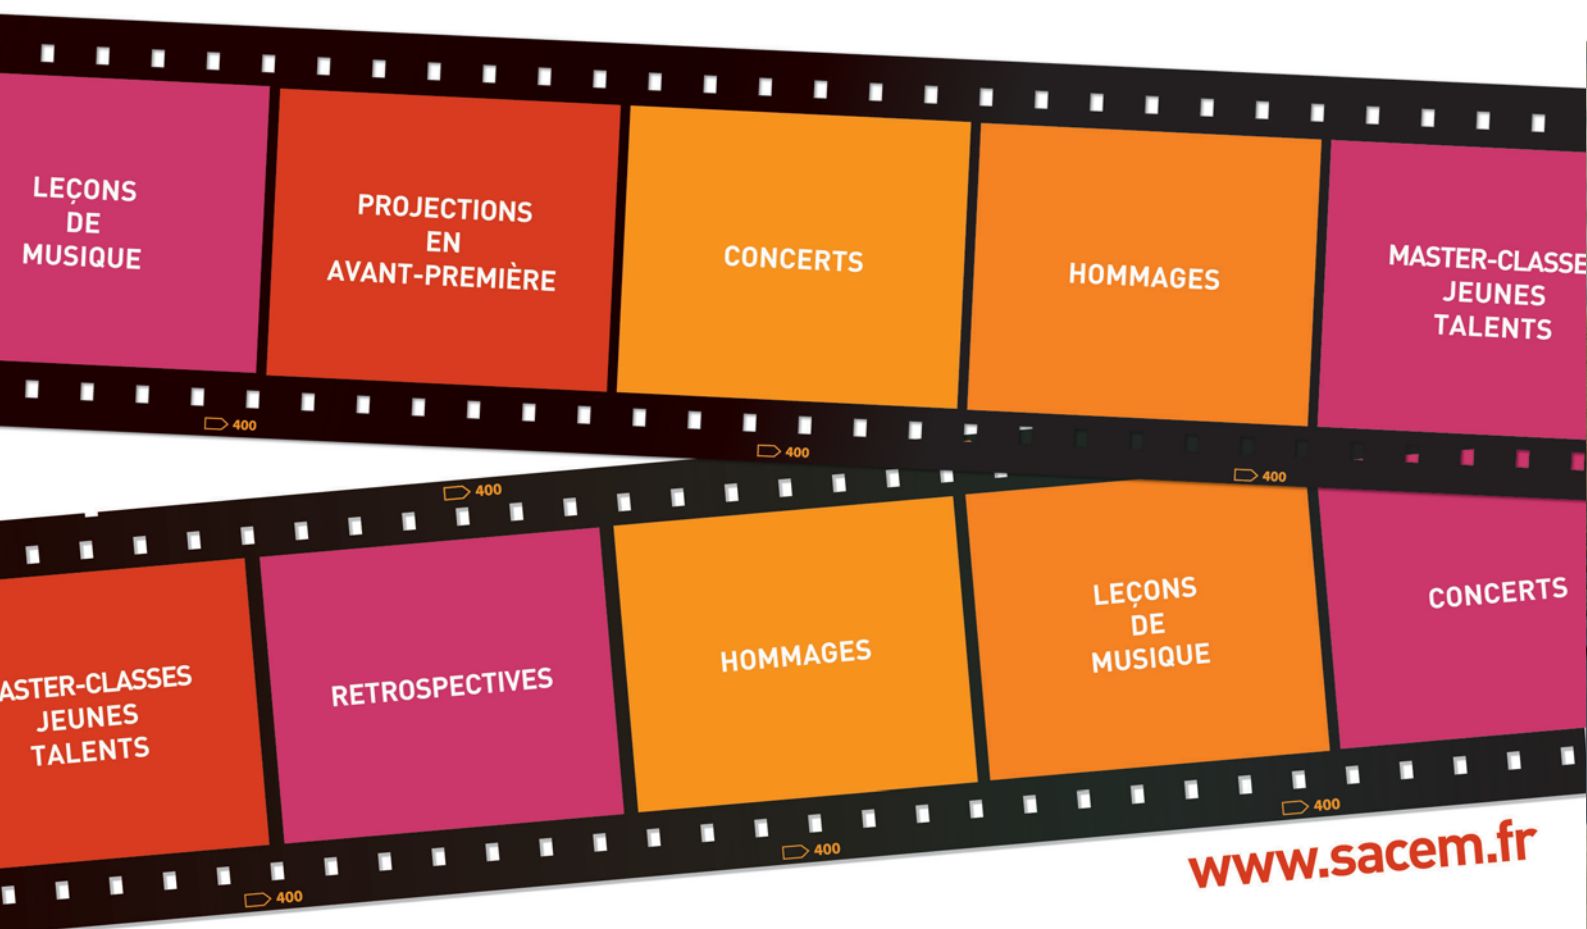 LEÇONS
DE
MUSIQUE
PROJECTIONS
EN
AVANT-PREMIÈRE
CONCERTS
HOMMAGES
MASTER-CLASSE
JEUNES
TALENTS
400
400
400
400
ASTER-CLASSES
JEUNES
TALENTS
RETROSPECTIVES
HOMMAGES
LEÇONS
DE
MUSIQUE
CONCERTS
400
400
400
www.sacem.fr